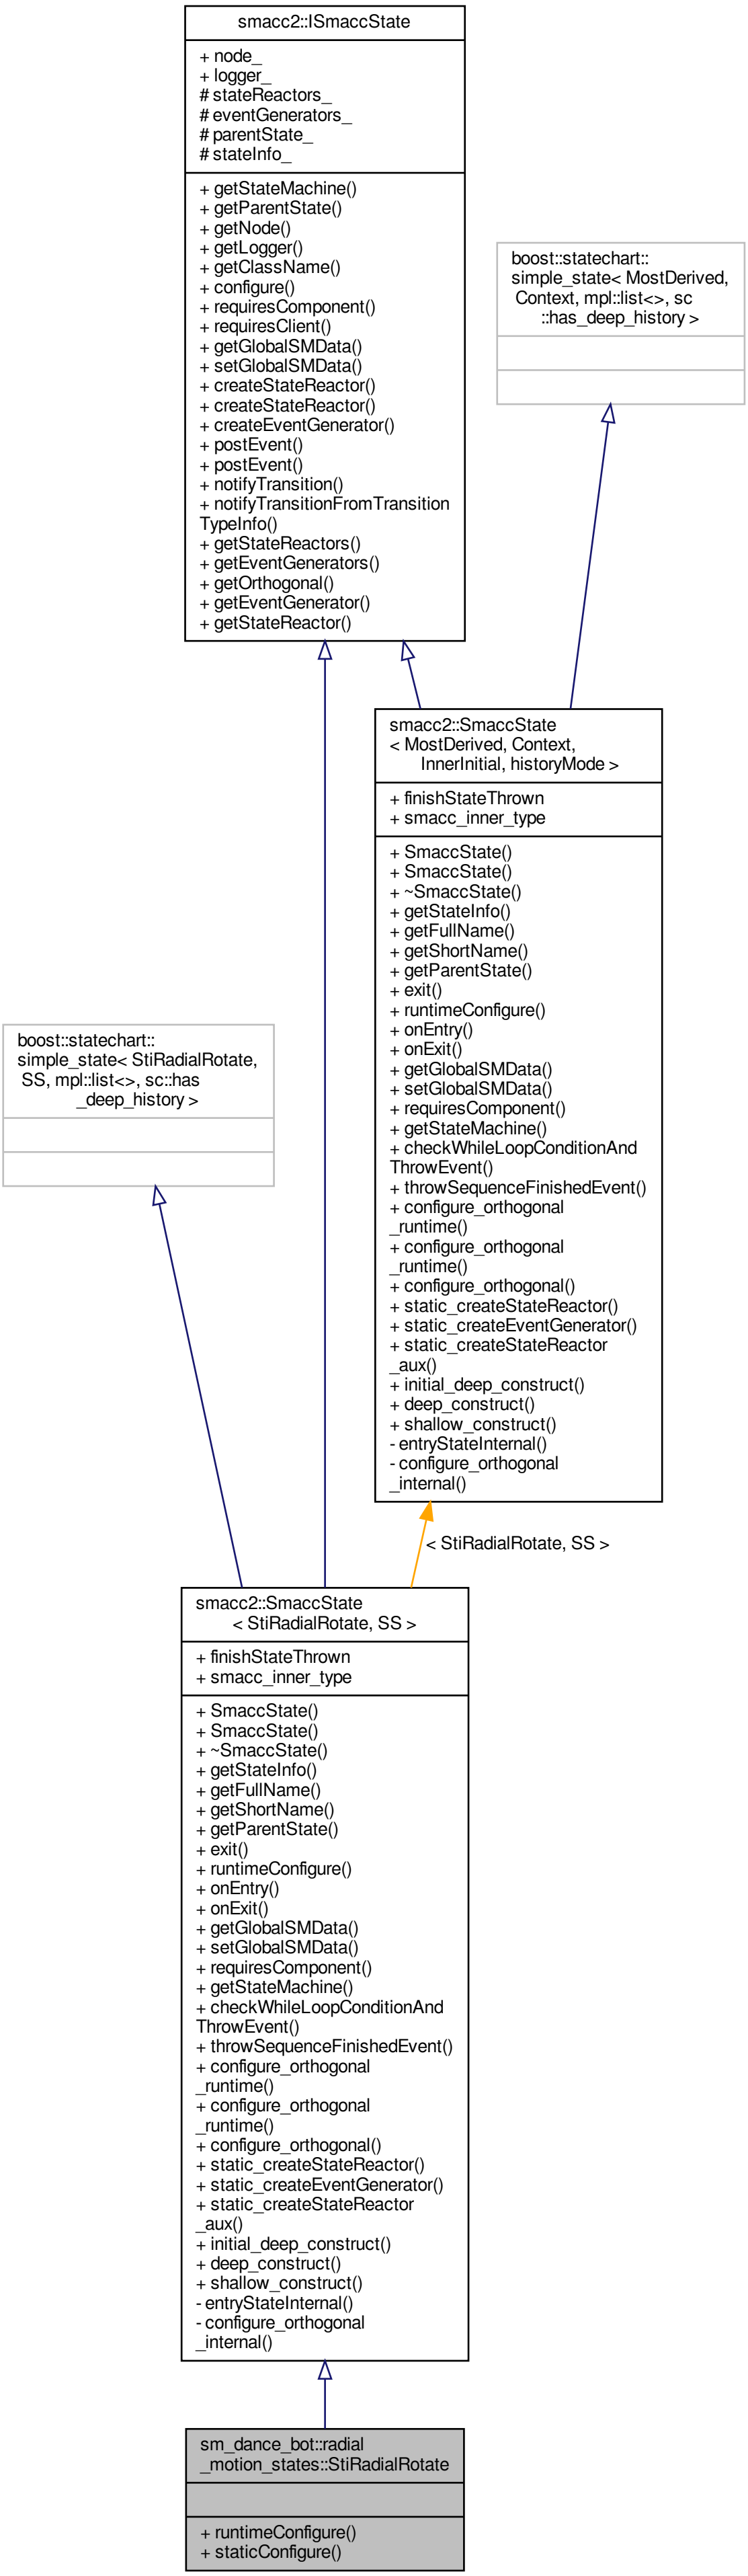 smacc2::ISmaccState
+ node_
+ logger_
# stateReactors_
# eventGenerators_
# parentState_
# stateInfo_
+ getStateMachine()
+ getParentState()
+ getNode()
+ getLogger()
+ getClassName()
+ configure()
+ requiresComponent()
+ requiresClient()
+ getGlobalSMData()
+ setGlobalSMData()
+ createStateReactor()
+ createStateReactor()
+ createEventGenerator()
+ postEvent()
+ postEvent()
+ notifyTransition()
+ notifyTransitionFromTransition
TypeInfo()
+ getStateReactors()
+ getEventGenerators()
+ getOrthogonal()
+ getEventGenerator()
+ getStateReactor()
boost::statechart::
simple_state< MostDerived,
Context, mpl::list<>, sc
::has_deep_history >
smacc2::SmaccState
< MostDerived, Context,
InnerInitial, historyMode >
+ finishStateThrown
+ smacc_inner_type
+ SmaccState()
+ SmaccState()
+ ~SmaccState()
+ getStateInfo()
+ getFullName()
+ getShortName()
+ getParentState()
+ exit()
+ runtimeConfigure()
+ onEntry()
+ onExit()
+ getGlobalSMData()
+ setGlobalSMData()
+ requiresComponent()
+ getStateMachine()
+ checkWhileLoopConditionAnd
ThrowEvent()
+ throwSequenceFinishedEvent()
+ configure_orthogonal
_runtime()
+ configure_orthogonal
_runtime()
+ configure_orthogonal()
+ static_createStateReactor()
+ static_createEventGenerator()
+ static_createStateReactor
_aux()
+ initial_deep_construct()
+ deep_construct()
+ shallow_construct()
- entryStateInternal()
- configure_orthogonal
_internal()
boost::statechart::
simple_state< StiRadialRotate,
SS, mpl::list<>, sc::has
_deep_history >
< StiRadialRotate, SS >
smacc2::SmaccState
< StiRadialRotate, SS >
+ finishStateThrown
+ smacc_inner_type
+ SmaccState()
+ SmaccState()
+ ~SmaccState()
+ getStateInfo()
+ getFullName()
+ getShortName()
+ getParentState()
+ exit()
+ runtimeConfigure()
+ onEntry()
+ onExit()
+ getGlobalSMData()
+ setGlobalSMData()
+ requiresComponent()
+ getStateMachine()
+ checkWhileLoopConditionAnd
ThrowEvent()
+ throwSequenceFinishedEvent()
+ configure_orthogonal
_runtime()
+ configure_orthogonal
_runtime()
+ configure_orthogonal()
+ static_createStateReactor()
+ static_createEventGenerator()
+ static_createStateReactor
_aux()
+ initial_deep_construct()
+ deep_construct()
+ shallow_construct()
- entryStateInternal()
- configure_orthogonal
_internal()
sm_dance_bot::radial
_motion_states::StiRadialRotate
+ runtimeConfigure()
+ staticConfigure()